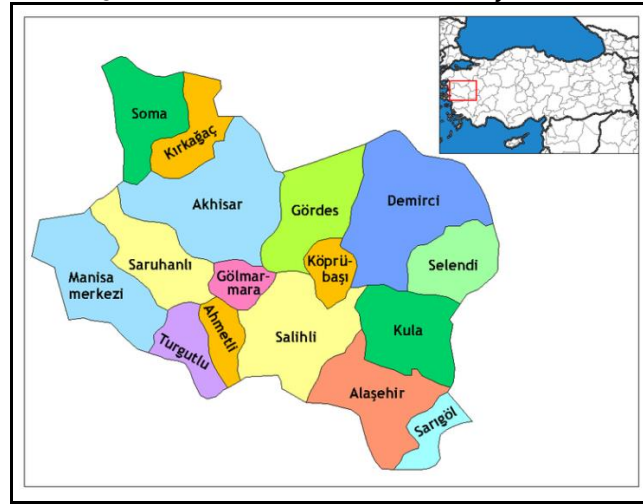 Soma
Kırkağaç
Akhisar
Gördes
Demirci
Manisa
merkezi
Saruhanlı
Gölmar-
mara
Köprü-
başı
Selendi
Turgutlu
Ahmetli
Salihli
Kula
Alaşehir
Sarıgöl